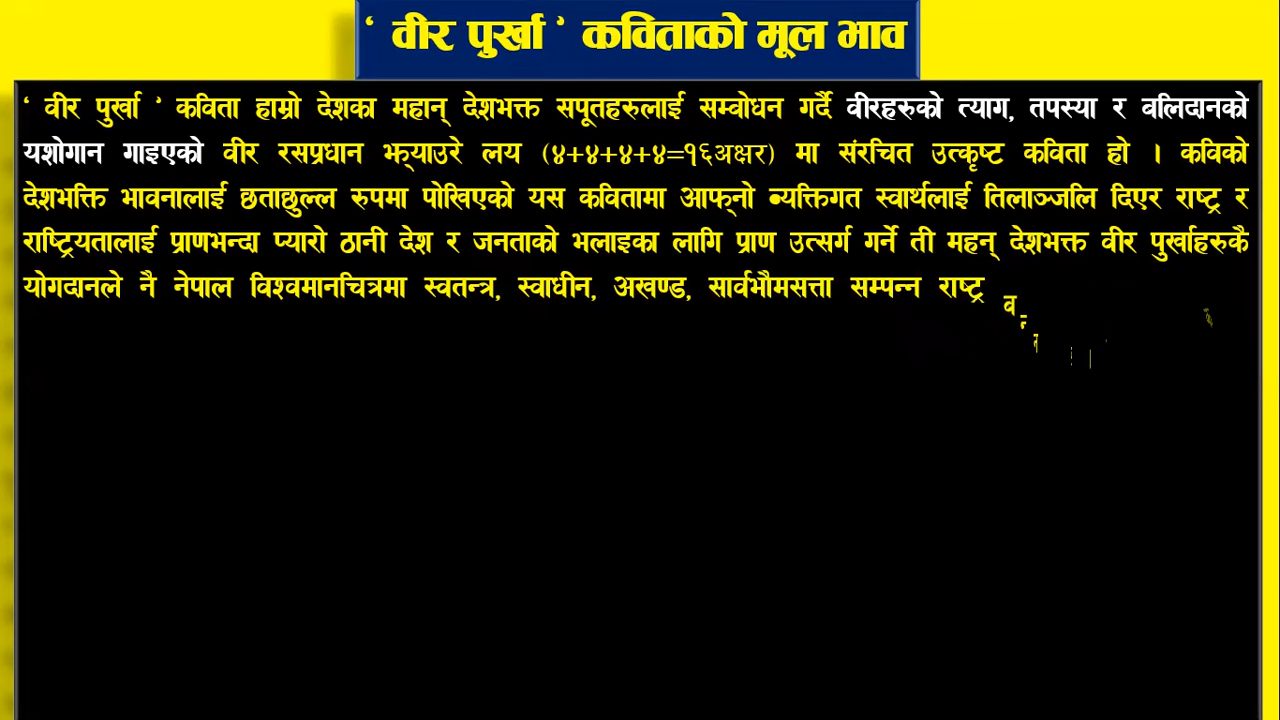 ‘ वीर पुर्खा ’ कविताको मूल भाव
‘ वीर पुर्खा ’ कविता हाम्रो देशका महान् देशभक्त सपूतहरुलाई सम्वोधन गर्दै वीरहरुको त्याग, तपस्या र वलिदानको
यशोगान गाइएको वीर रसप्रधान झ्याउरे लय (४+४+४+४=१६अक्षर) मा संरचित उत्कृष्ट कविता हो । कविको
देशभक्ति भावनालाई छताछुल्ल रुपमा पोखिएको यस कवितामा आफ्नो ब्यक्तिगत स्वार्थलाई तिलाञ्जलि दिएर राष्ट्र र
राष्ट्रियतालाई प्राणभन्दा प्यारो ठानी देश र जनताको भलाइका लागि प्राण उत्सर्ग गर्ने ती महन् देशभक्त वीर पुर्खाहरुकै
योगदानले नै नेपाल विश्वमानचित्रमा स्वतन्त्र, स्वाधीन, अखण्ड, सार्वभौमसत्ता सम्पन्न राष्ट्र